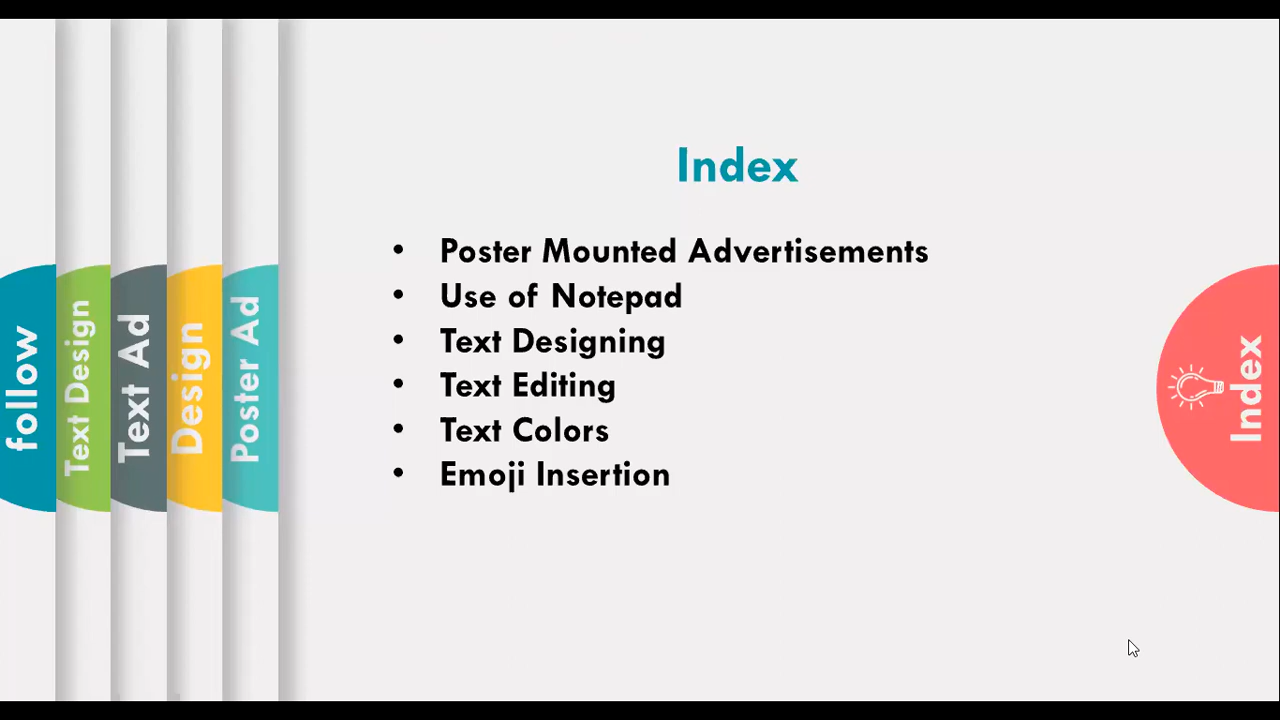 follow
Text Design
Text Ad
Design
Poster Ad
Index
• Poster Mounted Advertisements
• Use of Notepad
• Text Designing
• Text Editing
• Text Colors
• Emoji Insertion
Index